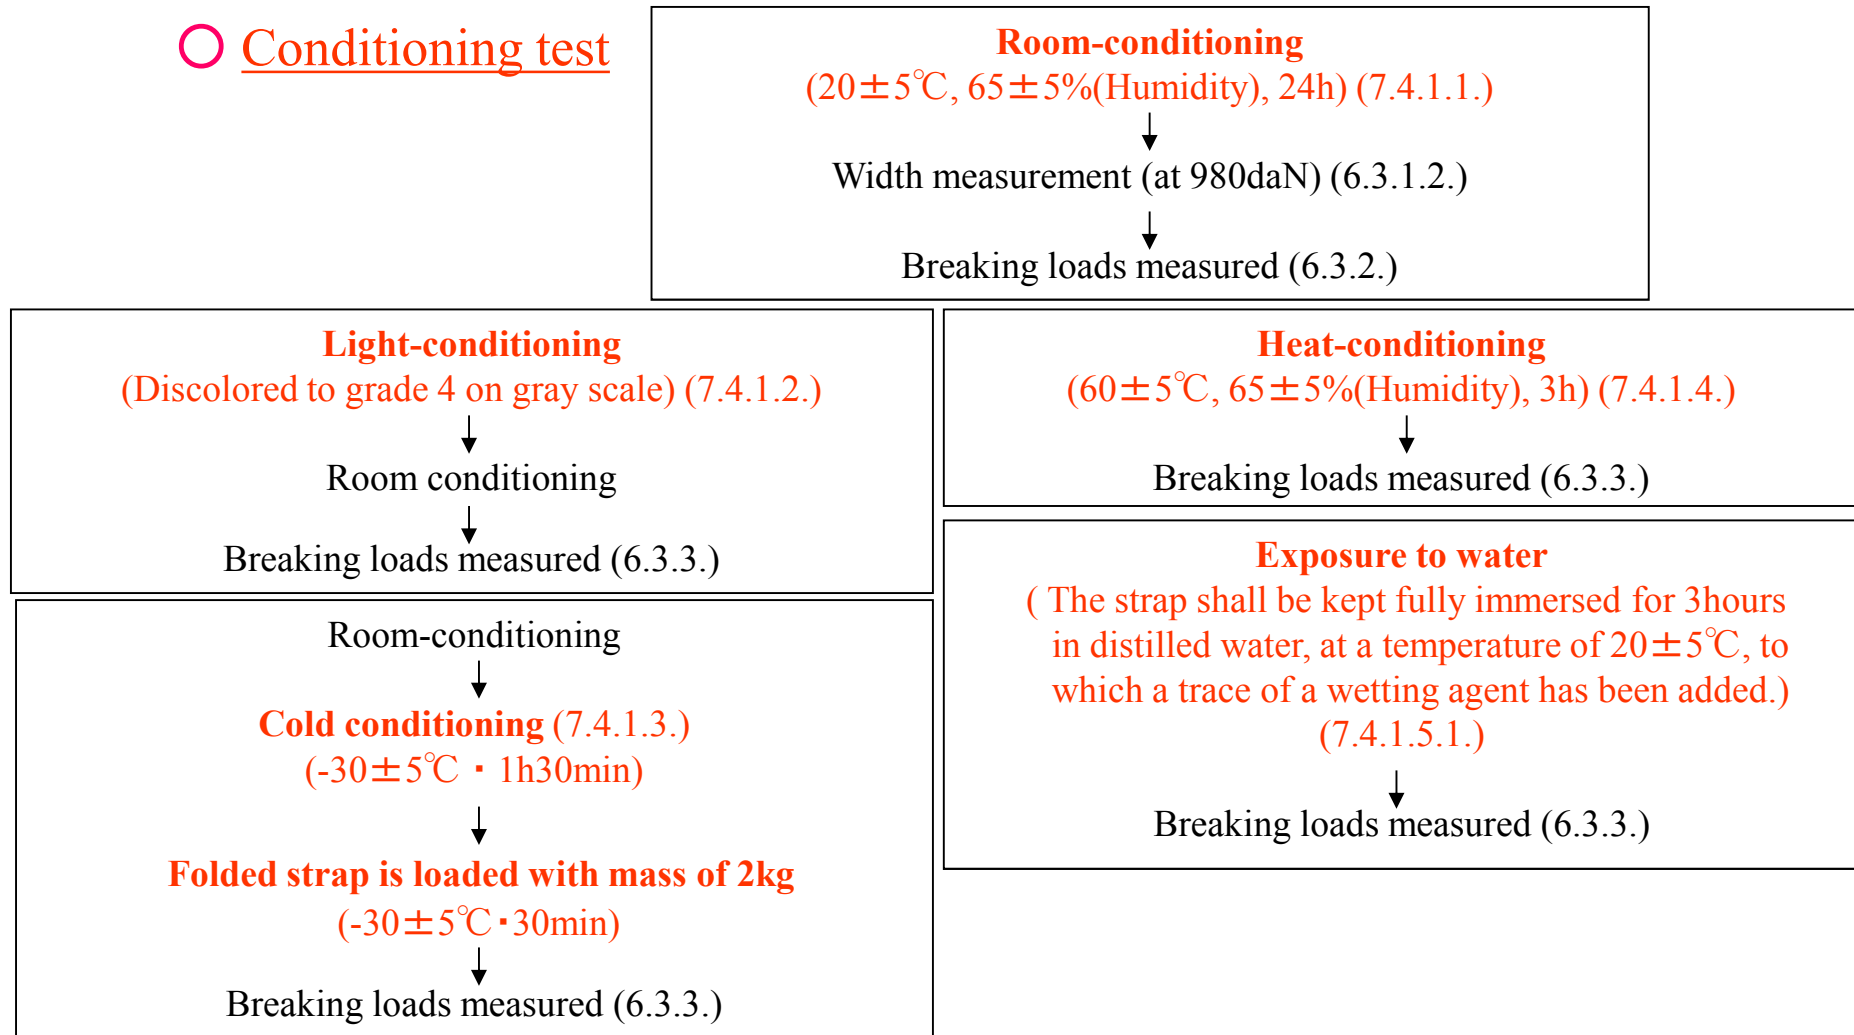 ○ Conditioning test
Room-conditioning
(20±5℃, 65±5%(Humidity), 24h) (7.4.1.1.)
Width measurement (at 980daN) (6.3.1.2.)
Breaking loads measured (6.3.2.)
Light-conditioning
(Discolored to grade 4 on gray scale) (7.4.1.2.)
Room conditioning
Breaking loads measured (6.3.3.)
Heat-conditioning
(60±5℃, 65±5%(Humidity), 3h) (7.4.1.4.)
Breaking loads measured (6.3.3.)
Room-conditioning
Cold conditioning (7.4.1.3.)
(-30±5℃・1h30min)
Folded strap is loaded with mass of 2kg
(-30±5℃・30min)
Breaking loads measured (6.3.3.)
Exposure to water
( The strap shall be kept fully immersed for 3hours
in distilled water, at a temperature of 20±5℃, to
which a trace of a wetting agent has been added.)
(7.4.1.5.1.)
Breaking loads measured (6.3.3.)